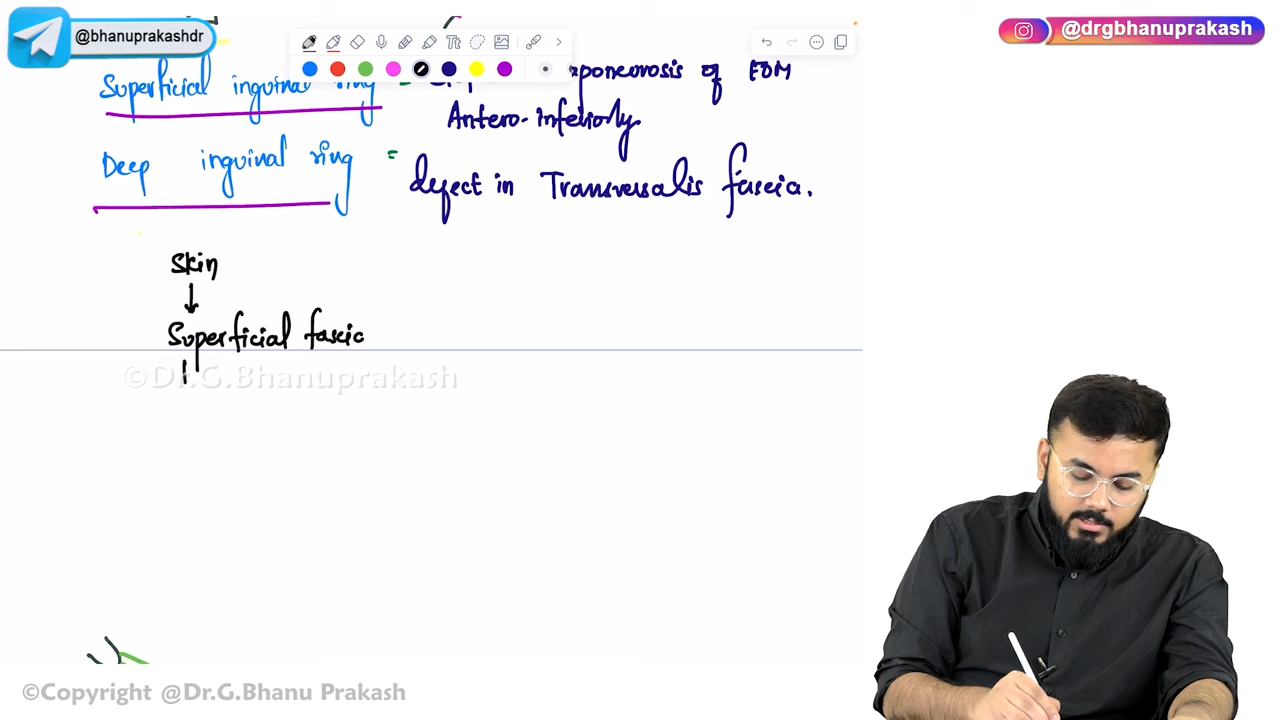 @bhanuprakashdr
@drgbhanuprakash
Tt
Superficial inguinal ring = aponeurosis of EOM
Antero-inferiorly
Deep inguinal ring = defect in Transversalis fascia.
Skin
Superficial fascia
©Dr.G.Bhanuprakash
©Copyright @Dr.G.Bhanu Prakash